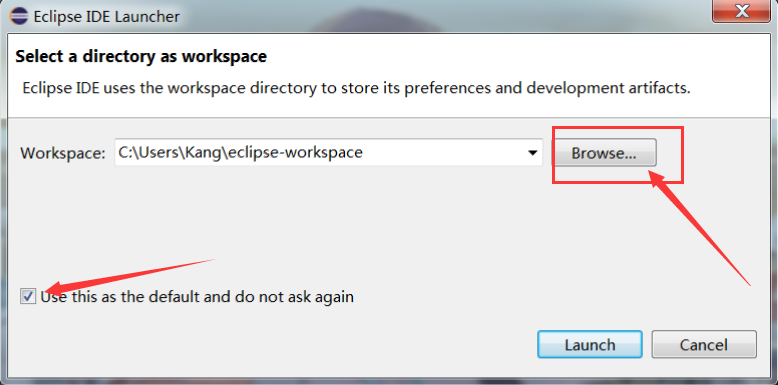 Eclipse IDE Launcher
Select a directory as workspace
Eclipse IDE uses the workspace directory to store its preferences and development artifacts.
Workspace: C:\Users\Kang\eclipse-workspace Browse...
Use this as the default and do not ask again
Launch Cancel